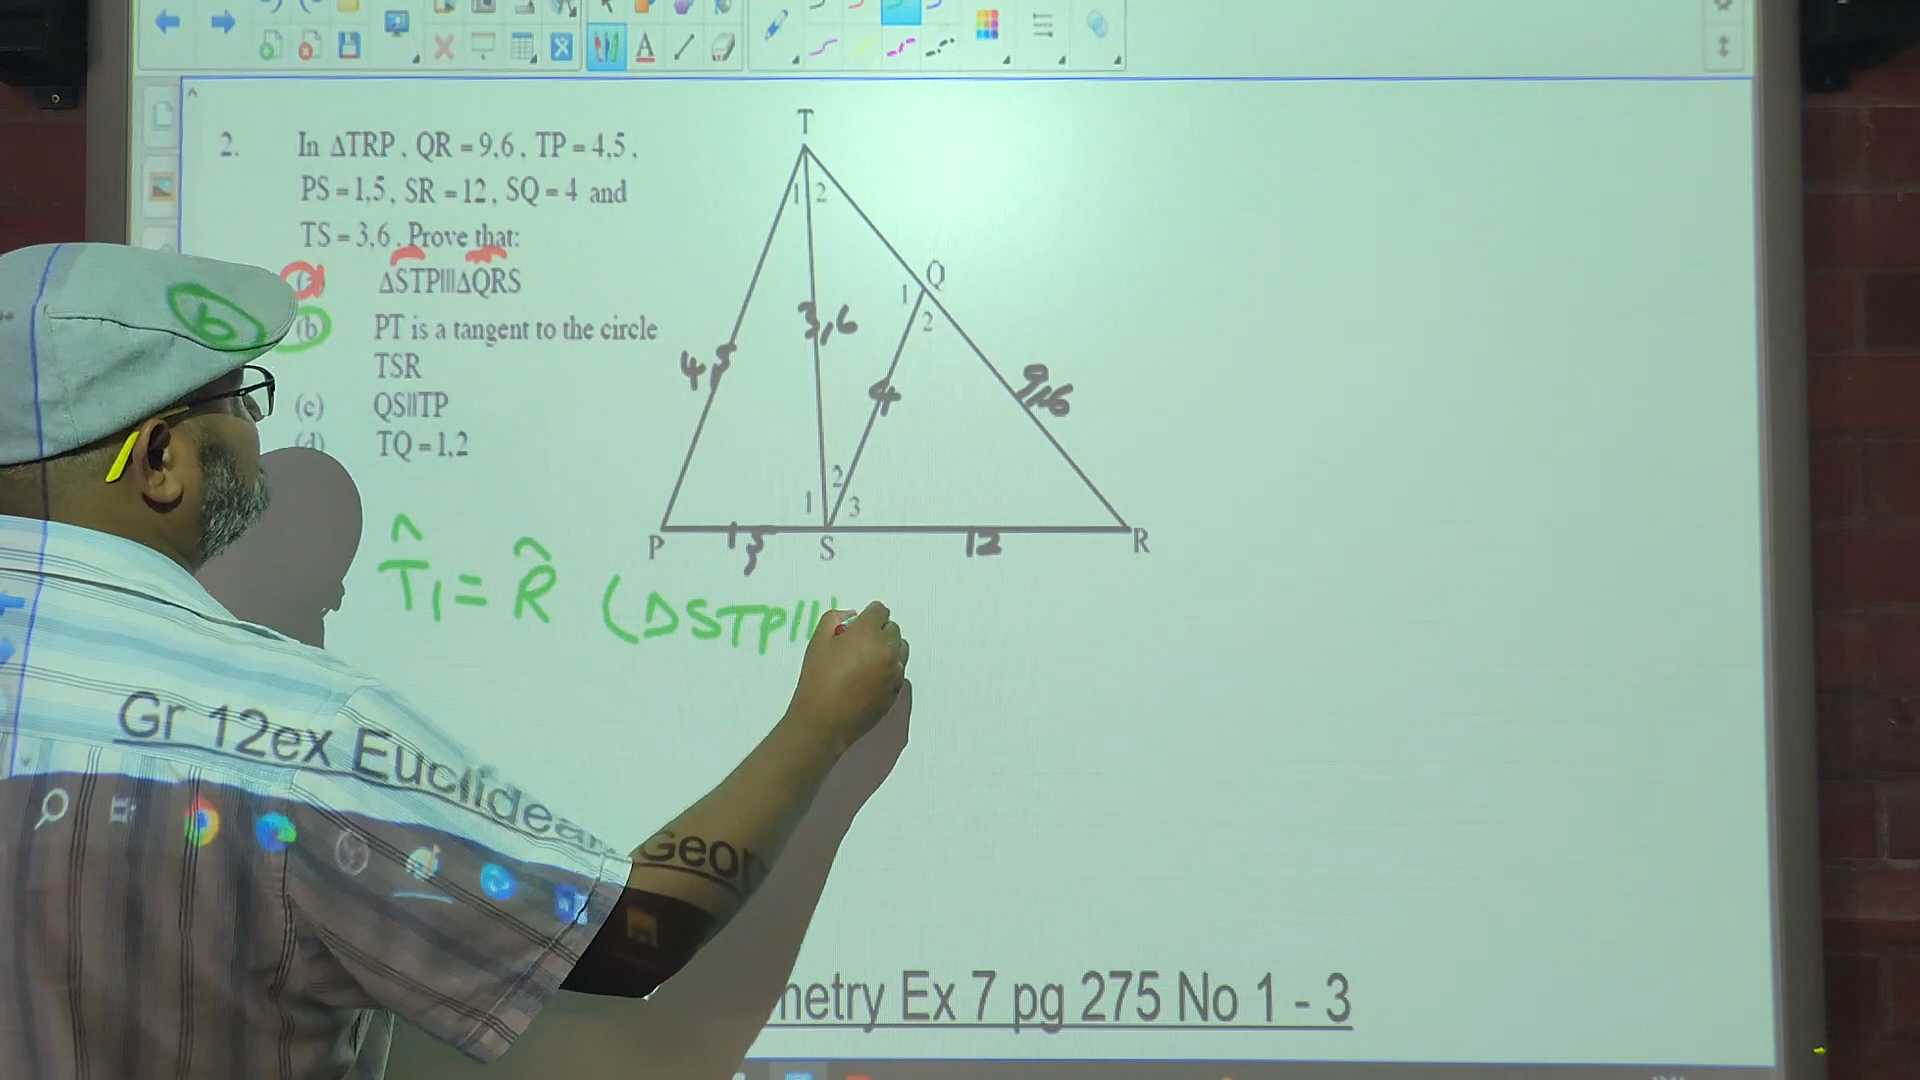 2. In ΔTRP, QR = 9,6, TP = 4,5,
PS = 1,5, SR = 12, SQ = 4 and
TS = 3,6. Prove that:
(a) ΔSTP|||ΔQRS
(b) PT is a tangent to the circle
TSR
(c) QS||TP
(d) TQ = 1,2
T
1 2
Q
1
2
3,6
4,5
4
9,6
2
1 3
P S R
1,5 12
b
T̂1 = R̂ (ΔSTP|||
Gr 12ex Euclidean Geometry Ex 7 pg 275 No 1 - 3